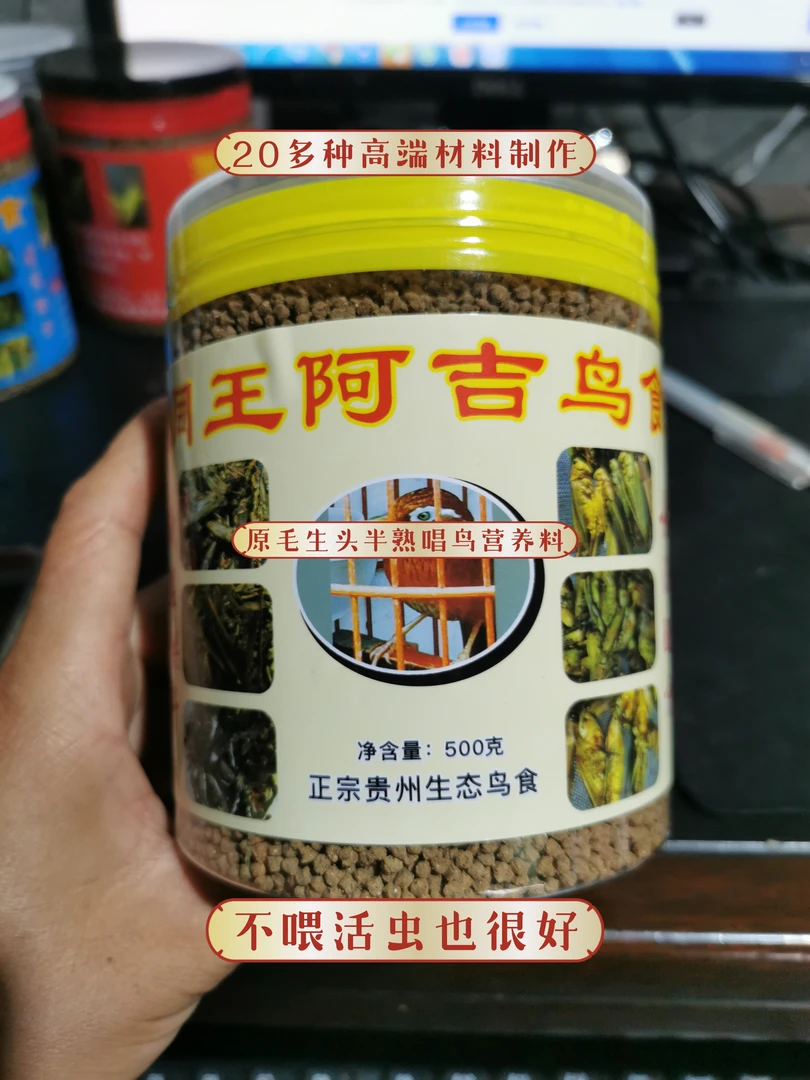 20多种高端材料制作
王阿吉鸟食
原毛生头半熟唱鸟营养料
净含量：500克
正宗贵州生态鸟食
不喂活虫也很好